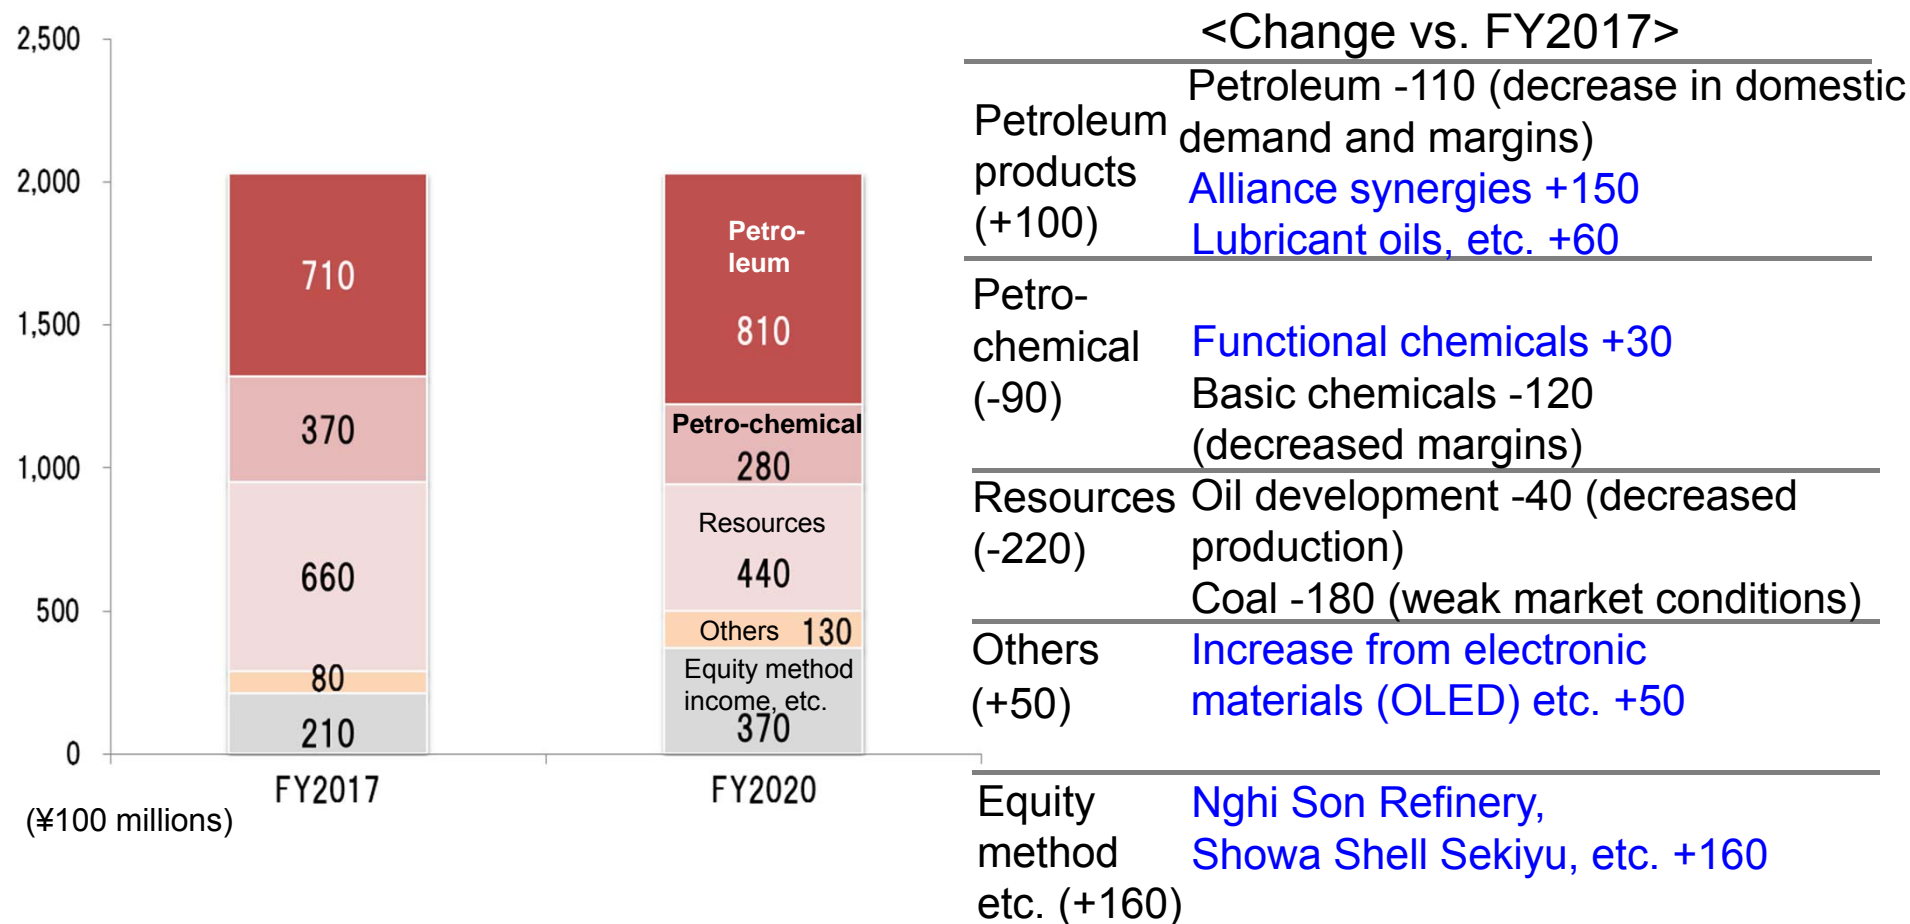 2,500
2,000
1,500
1,000
500
0
710
370
660
80
210
FY2017
Petro-
leum
810
Petro-chemical
280
Resources
440
Others 130
Equity method
income, etc.
370
FY2020
(¥100 millions)
<Change vs. FY2017>
Petroleum
products
(+100)
Petroleum -110 (decrease in domestic
demand and margins)
Alliance synergies +150
Lubricant oils, etc. +60
Petro-
chemical
(-90)
Functional chemicals +30
Basic chemicals -120
(decreased margins)
Resources
(-220)
Oil development -40 (decreased
production)
Coal -180 (weak market conditions)
Others
(+50)
Increase from electronic
materials (OLED) etc. +50
Equity
method
etc. (+160)
Nghi Son Refinery,
Showa Shell Sekiyu, etc. +160